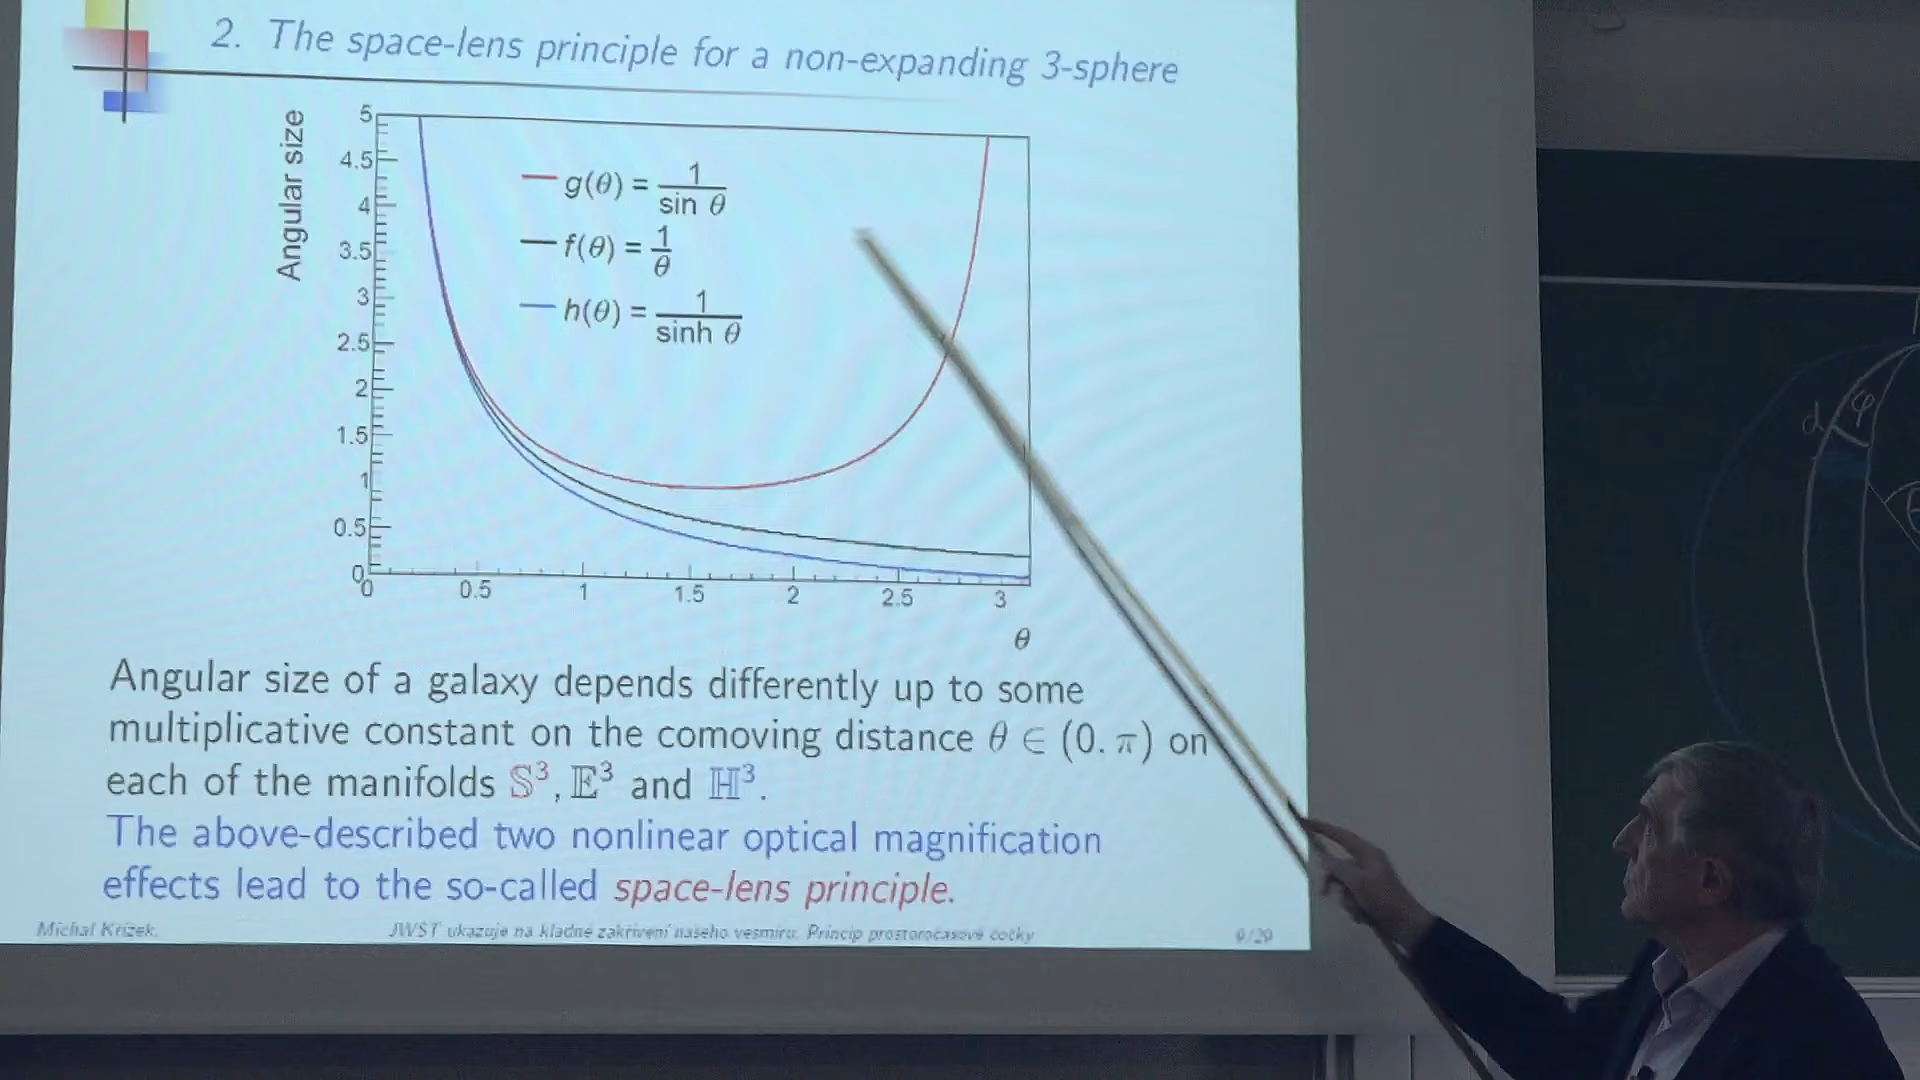 2. The space-lens principle for a non-expanding 3-sphere
Angular size
5
4.5
4
3.5
3
2.5
2
1.5
1
0.5
0
g(θ) = 1/sin θ
f(θ) = 1/θ
h(θ) = 1/sinh θ
0 0.5 1 1.5 2 2.5 3
θ
Angular size of a galaxy depends differently up to some
multiplicative constant on the comoving distance θ ∈ (0. π) on
each of the manifolds 𝕊³, 𝔼³ and ℍ³.
The above-described two nonlinear optical magnification
effects lead to the so-called space-lens principle.
Michal Křížek, JWST ukazuje na kladné zakřivení našeho vesmíru. Princip prostoročasové čočky 9/29
d φ
θ